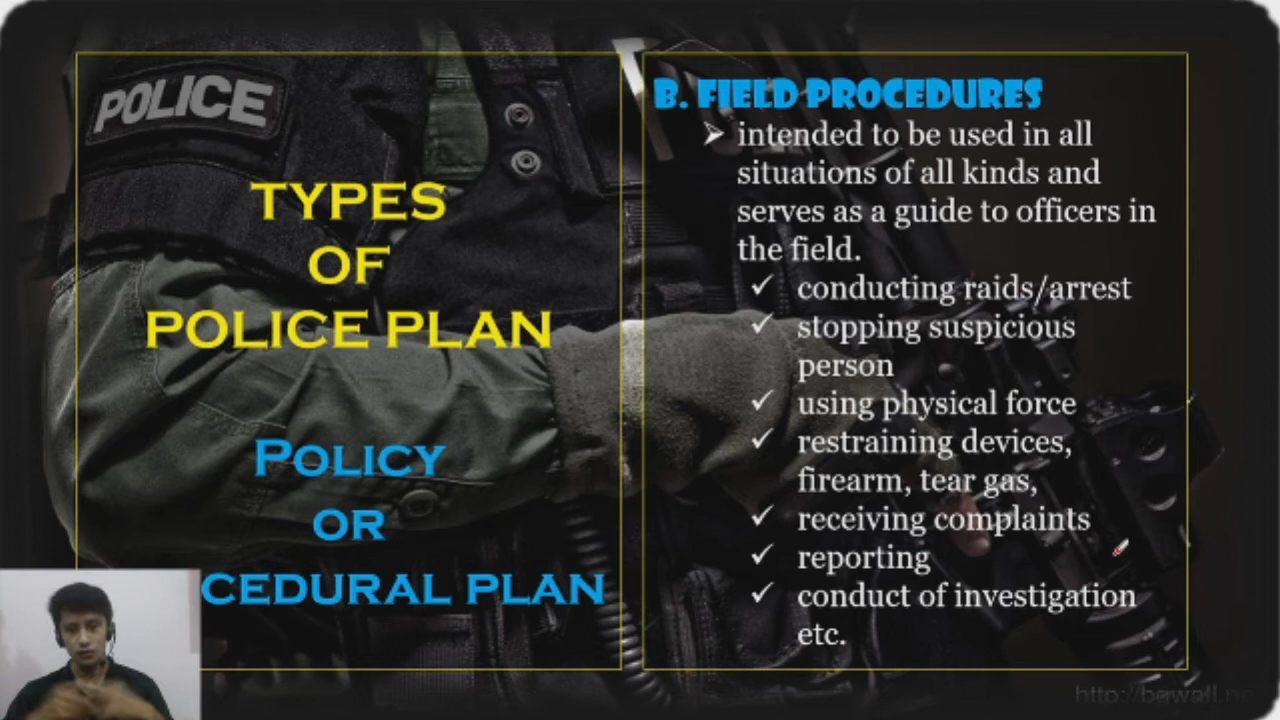 POLICE
TYPES
OF
POLICE PLAN
POLICY
OR
CEDURAL PLAN
B. FIELD PROCEDURES
➢ intended to be used in all
situations of all kinds and
serves as a guide to officers in
the field.
✓ conducting raids/arrest
✓ stopping suspicious
person
✓ using physical force
✓ restraining devices,
firearm, tear gas,
✓ receiving complaints
✓ reporting
✓ conduct of investigation
etc.